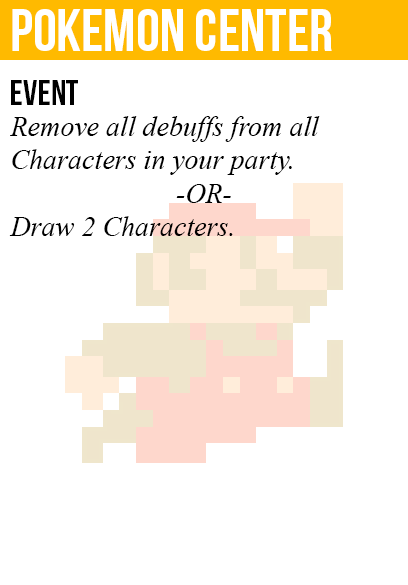 POKEMON CENTER
EVENT
Remove all debuffs from all
Characters in your party.
-OR-
Draw 2 Characters.